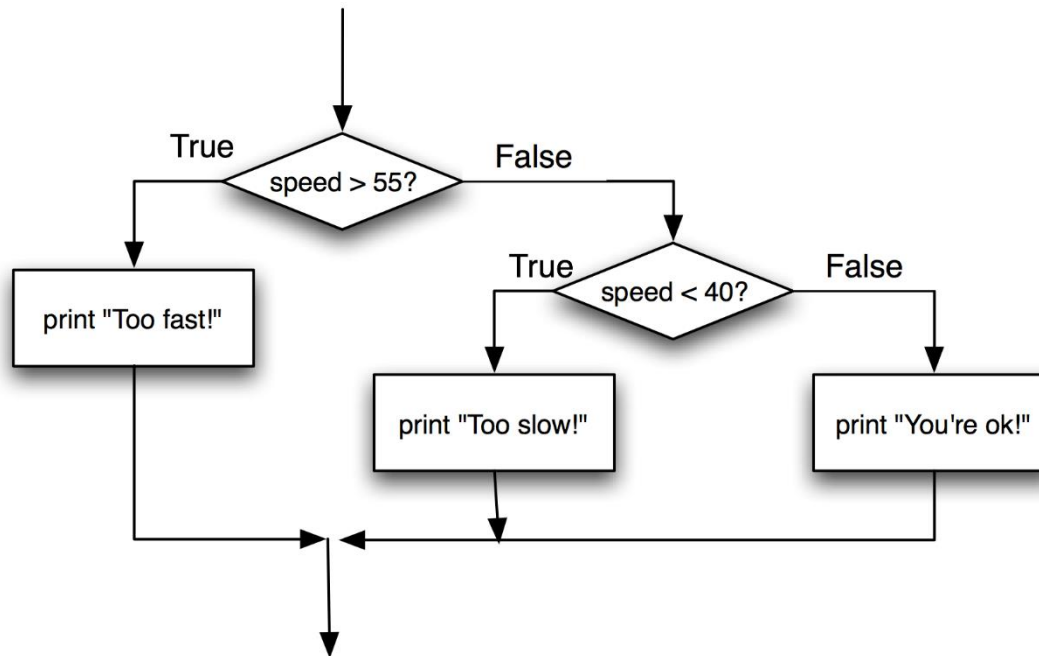 True
False
speed > 55?
True
False
speed < 40?
print "Too fast!"
print "Too slow!"
print "You're ok!"